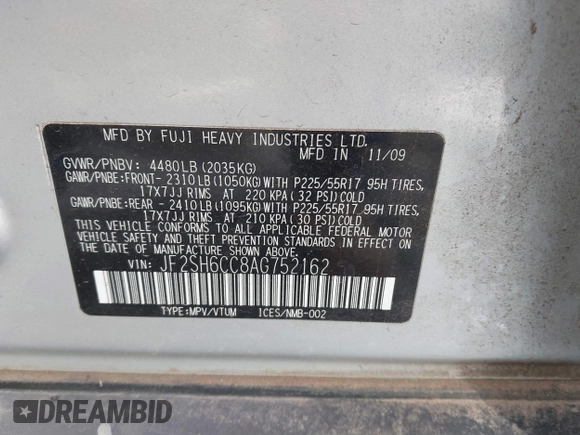 MFD BY FUJI HEAVY INDUSTRIES LTD.
MFD IN 11/09
GVWR/PNBV: 4480LB(2035KG)
GAWR/PNBE:FRONT-2310LB(1050KG)WITH P225/55R17 95H TIRES,
17X7JJ RIMS AT 220 KPA(32 PSI)COLD
GAWR/PNBE:REAR -2410LB(1095KG)WITH P225/55R17 95H TIRES,
17X7JJ RIMS AT 210 KPA(30 PSI)COLD
THIS VEHICLE CONFORMS TO ALL APPLICABLE FEDERAL MOTOR
VEHICLE SAFETY AND BUMPER STANDARDS IN EFFECT ON
THE DATE OF MANUFACTURE SHOWN ABOVE.
VIN: JF2SH6CC8AG752162
TYPE:MPV/VTUM ICES/NMB-002
DREAMBID